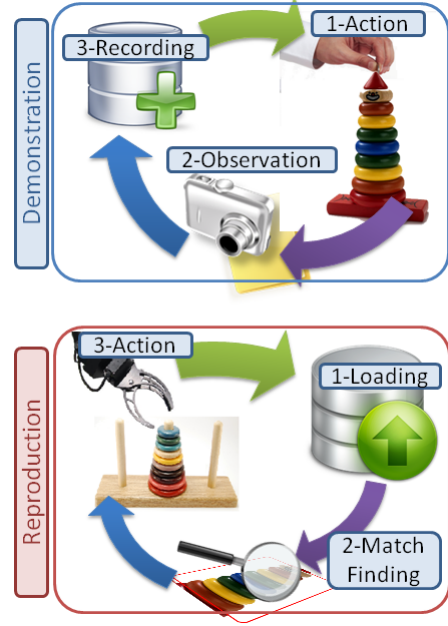 Demonstration
3-Recording
1-Action
2-Observation
Reproduction
3-Action
1-Loading
2-Match
Finding